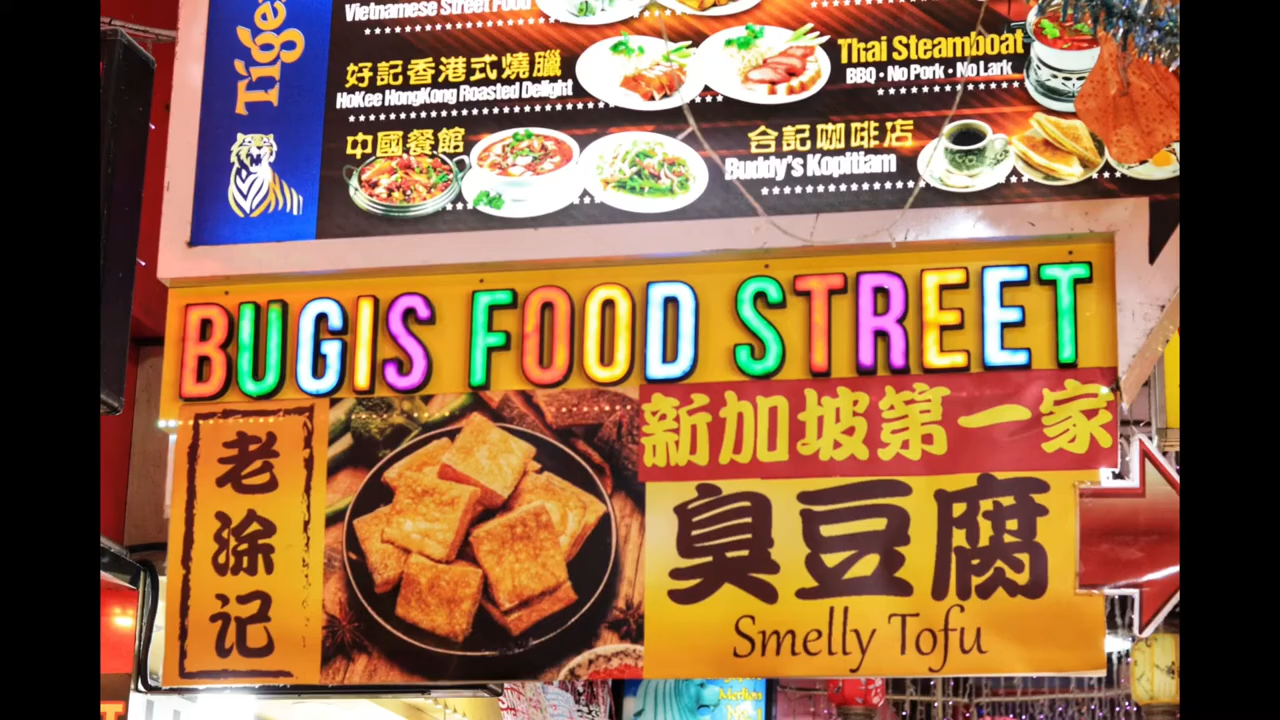 Tiger
Vietnamese Street Food
好記香港式燒臘
HoKee HongKong Roasted Delight
Thai Steamboat
BBQ • No Pork • No Lark
中國餐館
合記咖啡店
Buddy's Kopitiam
BUGIS FOOD STREET
老涂记
新加坡第一家
臭豆腐
Smelly Tofu